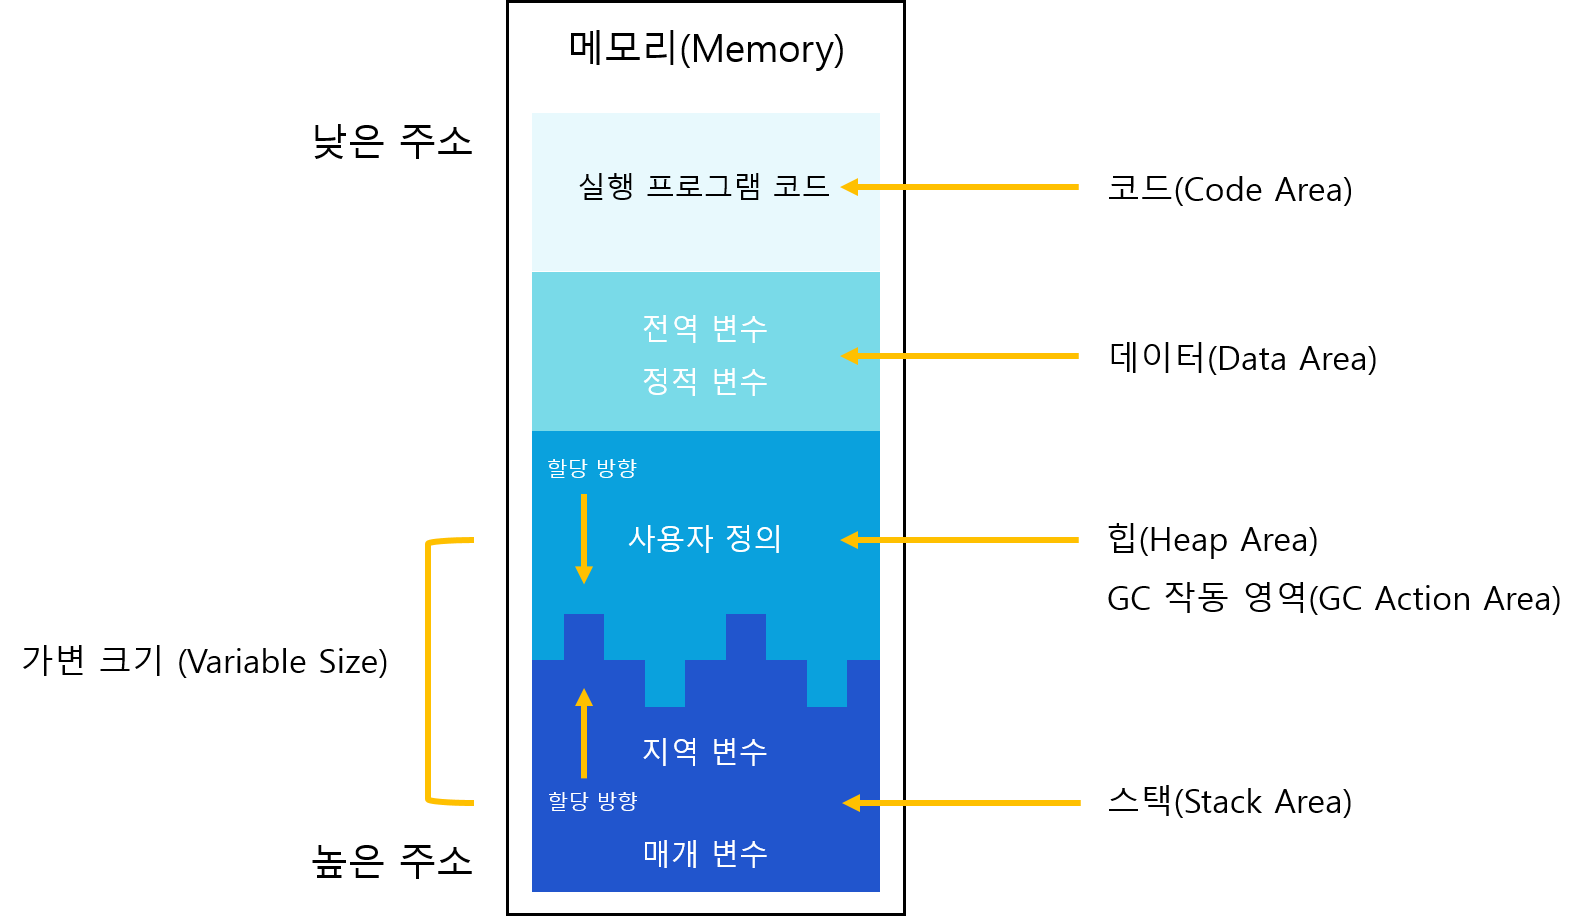 메모리(Memory)
낮은 주소
실행 프로그램 코드
코드(Code Area)
전역 변수
정적 변수
데이터(Data Area)
할당 방향
사용자 정의
힙(Heap Area)
GC 작동 영역(GC Action Area)
가변 크기 (Variable Size)
지역 변수
할당 방향
스택(Stack Area)
매개 변수
높은 주소